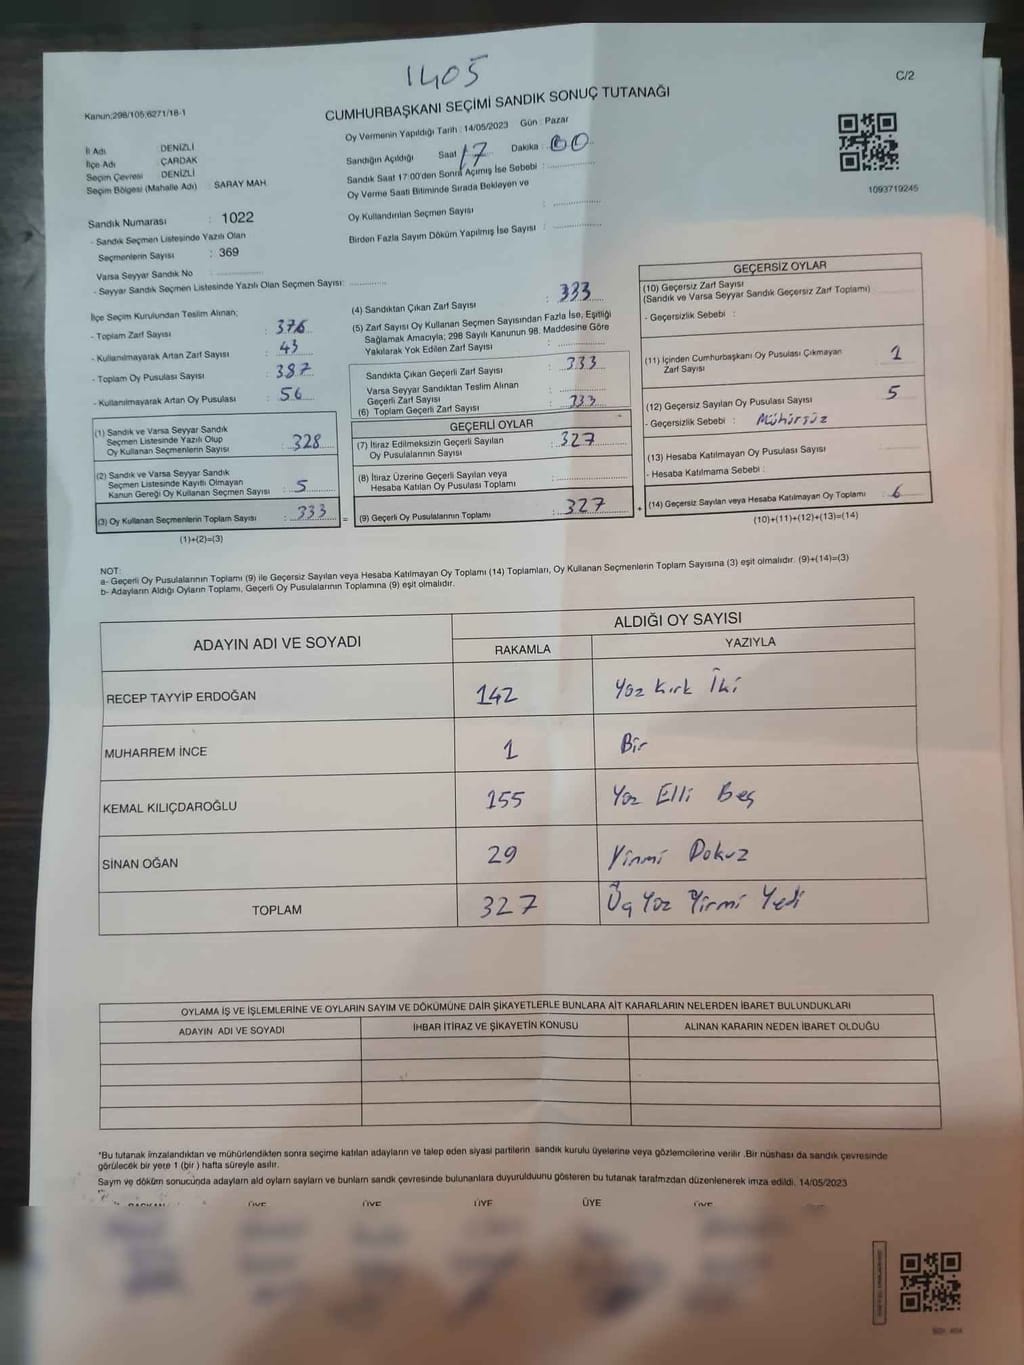 1405
C/2
Kanun;298/105;6271/18-1
CUMHURBAŞKANI SEÇİMİ SANDIK SONUÇ TUTANAĞI
Oy Vermenin Yapıldığı Tarih : 14/05/2023 Gün : Pazar
İl Adı DENİZLİ
İlçe Adı ÇARDAK
Seçim Çevresi DENİZLİ
Seçim Bölgesi (Mahalle Adı) SARAY MAH.
Sandığın Açıldığı Saat 17 Dakika : 00
Sandık Saat 17:00'den Sonra Açımış İse Sebebi :
Oy Verme Saati Bitiminde Sırada Bekleyen ve
Oy Kullandırılan Seçmen Sayısı :
Birden Fazla Sayım Döküm Yapılmış İse Sayısı :
1093719245
Sandık Numarası : 1022
- Sandık Seçmen Listesinde Yazılı Olan
Seçmenlerin Sayısı : 369
Varsa Seyyar Sandık No :
- Seyyar Sandık Seçmen Listesinde Yazılı Olan Seçmen Sayısı:
İlçe Seçim Kurulundan Teslim Alınan;
- Toplam Zarf Sayısı : 376
- Kullanılmayarak Artan Zarf Sayısı : 43
- Toplam Oy Pusulası Sayısı : 387
- Kullanılmayarak Artan Oy Pusulası : 56
(1) Sandık ve Varsa Seyyar Sandık
Seçmen Listesinde Yazılı Olup
Oy Kullanan Seçmenlerin Sayısı : 328
(2) Sandık ve Varsa Seyyar Sandık
Seçmen Listesinde Kayıtlı Olmayan
Kanun Gereği Oy Kullanan Seçmen Sayısı : 5
(3) Oy Kullanan Seçmenlerin Toplam Sayısı : 333 =
(1)+(2)=(3)
(4) Sandıktan Çıkan Zarf Sayısı : 333
(5) Zarf Sayısı Oy Kullanan Seçmen Sayısından Fazla İse, Eşitliği
Sağlamak Amacıyla; 298 Sayılı Kanunun 98. Maddesine Göre
Yakılarak Yok Edilen Zarf Sayısı :
Sandıkta Çıkan Geçerli Zarf Sayısı : 333
Varsa Seyyar Sandıktan Teslim Alınan
Geçerli Zarf Sayısı :
(6) Toplam Geçerli Zarf Sayısı : 333
GEÇERLİ OYLAR
(7) İtiraz Edilmeksizin Geçerli Sayılan
Oy Pusulalarının Sayısı : 327
(8) İtiraz Üzerine Geçerli Sayılan veya
Hesaba Katılan Oy Pusulası Toplamı :
(9) Geçerli Oy Pusulalarının Toplamı : 327 +
GEÇERSİZ OYLAR
(10) Geçersiz Zarf Sayısı
(Sandık ve Varsa Seyyar Sandık Geçersiz Zarf Toplamı)
- Geçersizlik Sebebi :
(11) İçinden Cumhurbaşkanı Oy Pusulası Çıkmayan
Zarf Sayısı 1
(12) Geçersiz Sayılan Oy Pusulası Sayısı 5
- Geçersizlik Sebebi : Mühürsüz
(13) Hesaba Katılmayan Oy Pusulası Sayısı
- Hesaba Katılmama Sebebi :
(14) Geçersiz Sayılan veya Hesaba Katılmayan Oy Toplamı 6
(10)+(11)+(12)+(13)=(14)
NOT:
a- Geçerli Oy Pusulalarının Toplamı (9) ile Geçersiz Sayılan veya Hesaba Katılmayan Oy Toplamı (14) Toplamları, Oy Kullanan Seçmenlerin Toplam Sayısına (3) eşit olmalıdır. (9)+(14)=(3)
b- Adayların Aldığı Oyların Toplamı, Geçerli Oy Pusulalarının Toplamına (9) eşit olmalıdır.
ADAYIN ADI VE SOYADI ALDIĞI OY SAYISI
RAKAMLA YAZIYLA
RECEP TAYYİP ERDOĞAN 142 Yüz kırk İki
MUHARREM İNCE 1 Bir
KEMAL KILIÇDAROĞLU 155 Yüz Elli Beş
SİNAN OĞAN 29 Yirmi Dokuz
TOPLAM 327 Üç Yüz Yirmi Yedi
OYLAMA İŞ VE İŞLEMLERİNE VE OYLARIN SAYIM VE DÖKÜMÜNE DAİR ŞİKAYETLERLE BUNLARA AİT KARARLARIN NELERDEN İBARET BULUNDUKLARI
ADAYIN ADI VE SOYADI İHBAR İTİRAZ VE ŞİKAYETİN KONUSU ALINAN KARARIN NEDEN İBARET OLDUĞU
*Bu tutanak imzalandıktan ve mühürlendikten sonra seçime katılan adayların ve talep eden siyasi partilerin sandık kurulu üyelerine veya gözlemcilerine verilir .Bir nüshası da sandık çevresinde
görülecek bir yere 1 (bir ) hafta süreyle asılır.
Sayım ve döküm sonucunda adayların ald oyların sayıları ve bunların sandk çevresinde bulunanlara duyurulduunu gösteren bu tutanak tarafmzdan düzenlenerek imza edildi. 14/05/2023
BAŞKAN ÜYE ÜYE ÜYE ÜYE ÜYE